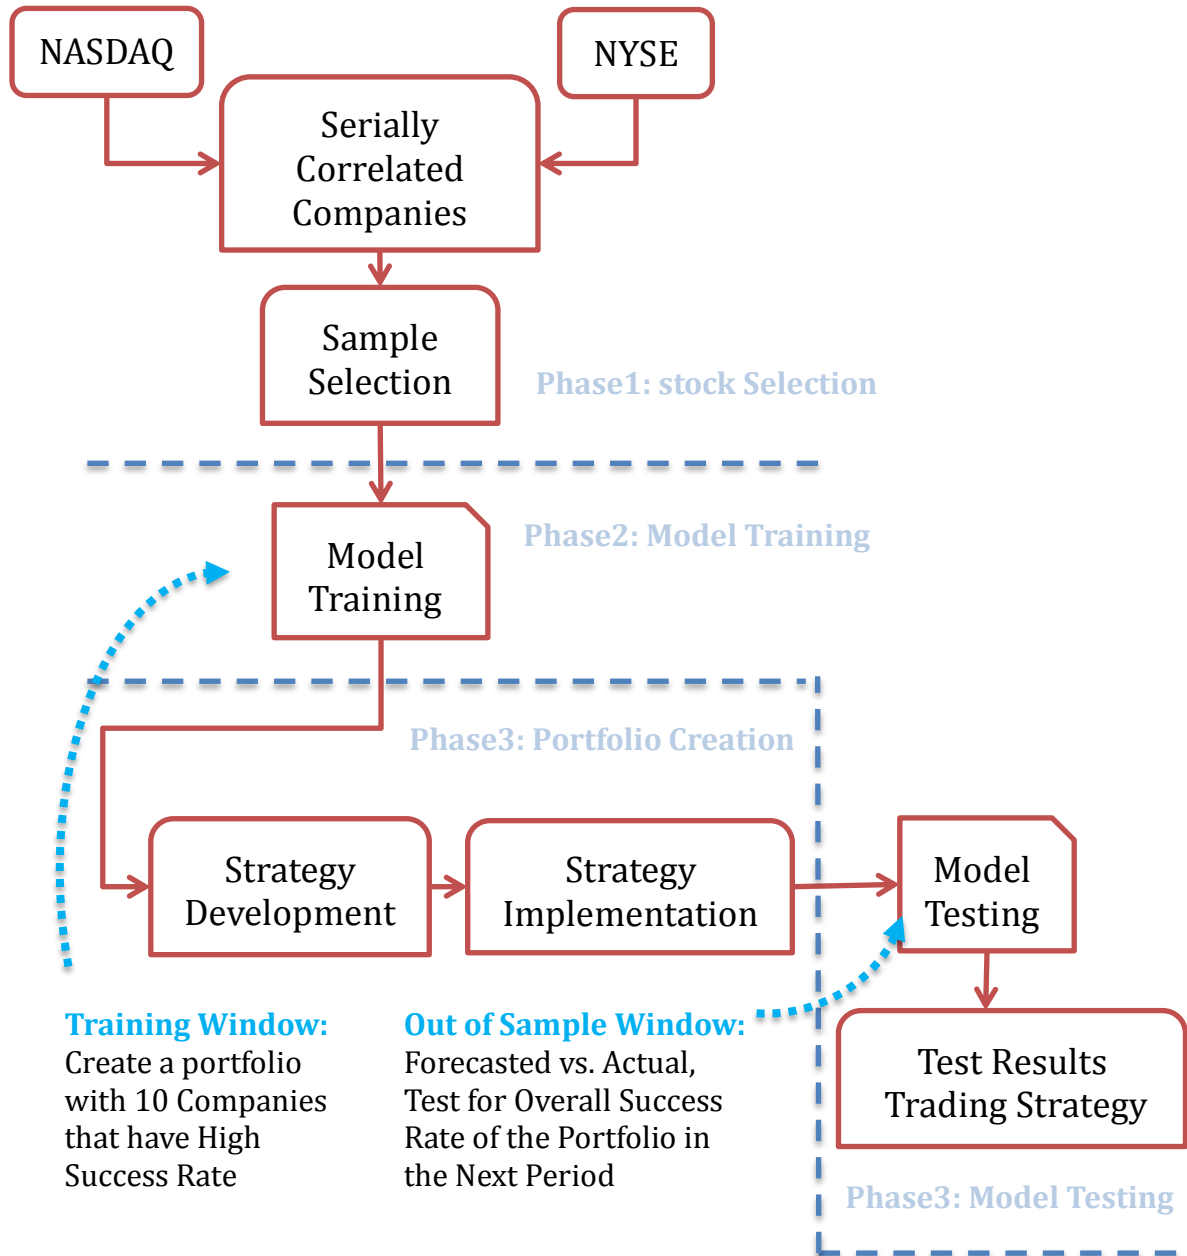 NASDAQ
NYSE
Serially
Correlated
Companies
Sample
Selection
Phase1: stock Selection
Phase2: Model Training
Model
Training
Phase3: Portfolio Creation
Strategy
Development
Strategy
Implementation
Model
Testing
Training Window:
Create a portfolio
with 10 Companies
that have High
Success Rate
Out of Sample Window:
Forecasted vs. Actual,
Test for Overall Success
Rate of the Portfolio in
the Next Period
Test Results
Trading Strategy
Phase3: Model Testing